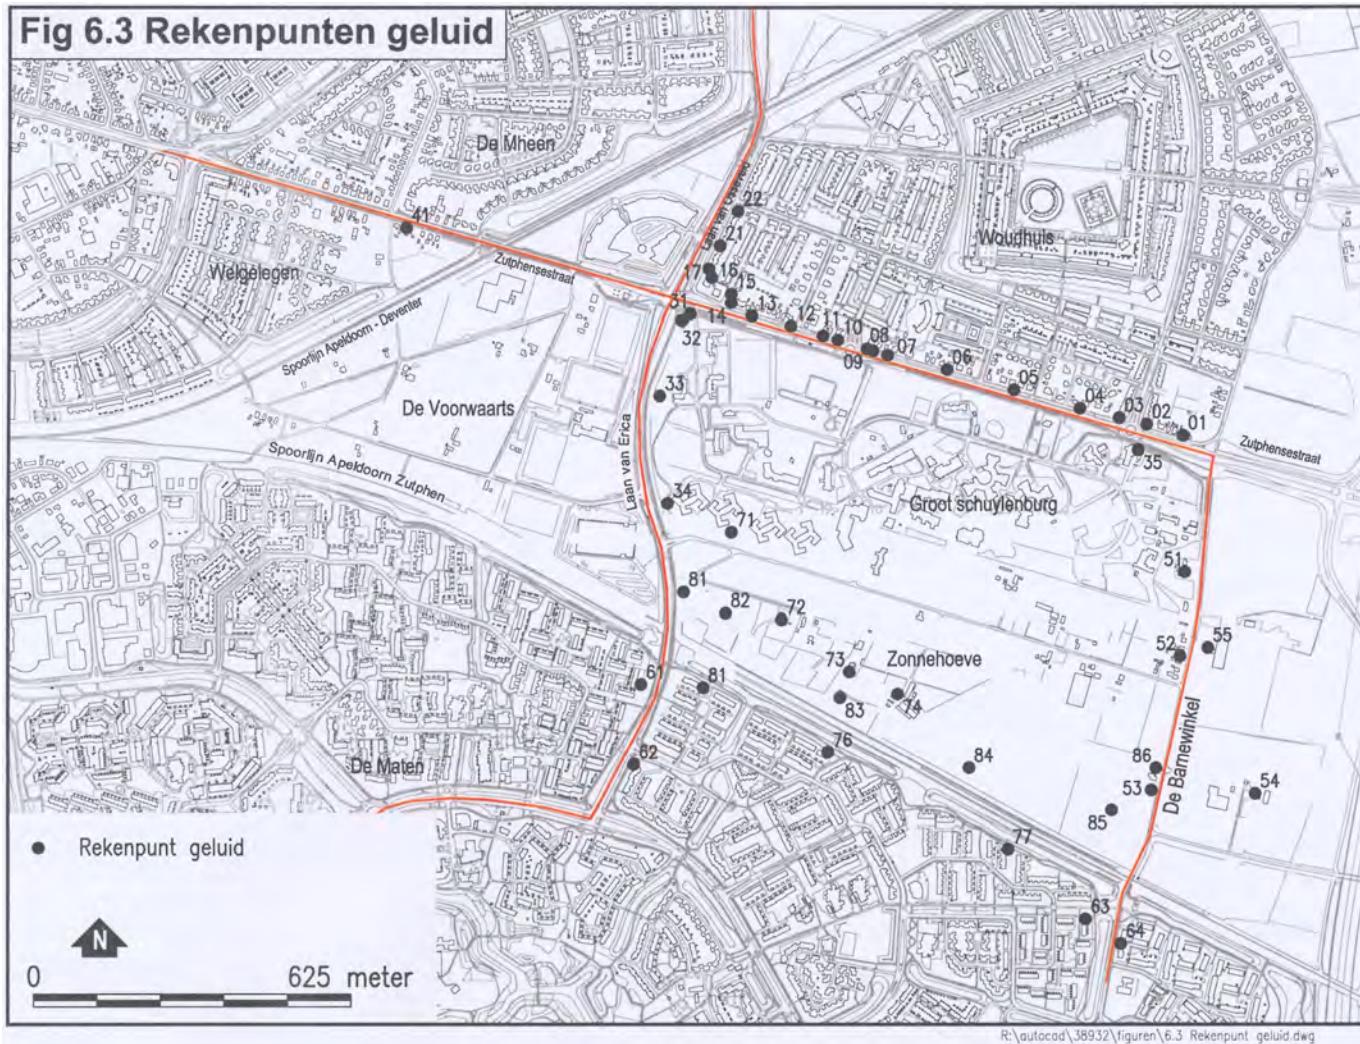 Fig 6.3 Rekenpunten geluid
De Mheen
Woudhuis
Welgelegen
41
Zutphensestraat
Laan van Osseveld
22
21
17
16
15
14
13
12
11
10
09
08
07
06
05
04
03
02
01
Zutphensestraat
35
31
32
33
Spoorlijn Apeldoorn - Deventer
De Voorwaarts
Laan van Erica
Spoorlijn Apeldoorn Zutphen
34
71
Groot schuylenburg
51
81
82
72
52
55
73
Zonnehoeve
61
81
83
74
De Barnewinkel
62
76
84
86
53
54
85
De Maten
77
63
64
Rekenpunt geluid
N
0 625 meter
R:\autocad\38932\figuren\6.3 Rekenpunt geluid.dwg